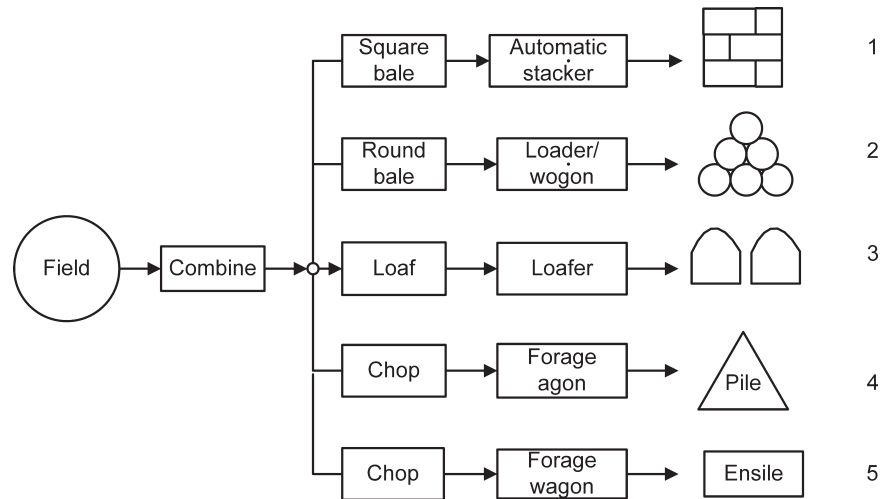 Square
bale
Automatic
stacker
1
Round
bale
Loader/
wogon
2
Field
Combine
Loaf
Loafer
3
Chop
Forage
agon
Pile
4
Chop
Forage
wagon
Ensile
5